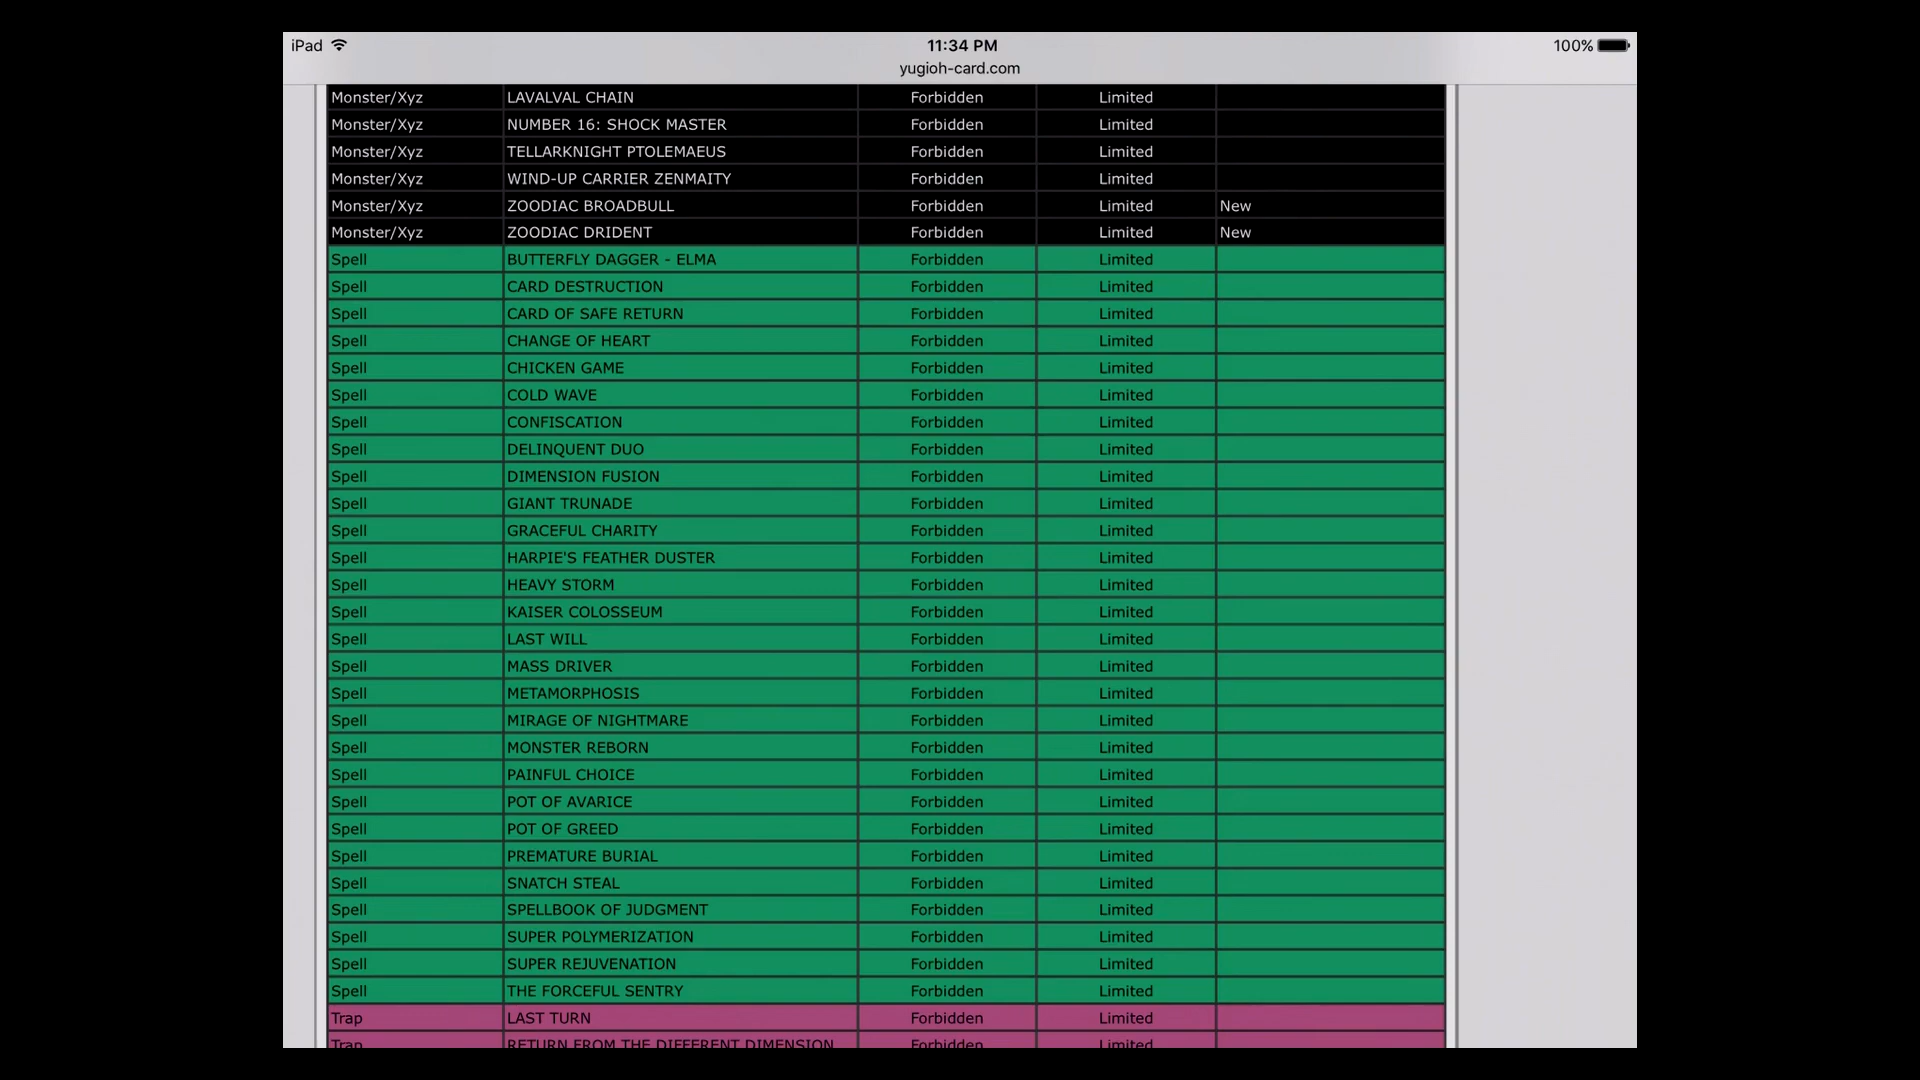 iPad 11:34 PM 100%
yugioh-card.com
Monster/Xyz LAVALVAL CHAIN Forbidden Limited
Monster/Xyz NUMBER 16: SHOCK MASTER Forbidden Limited
Monster/Xyz TELLARKNIGHT PTOLEMAEUS Forbidden Limited
Monster/Xyz WIND-UP CARRIER ZENMAITY Forbidden Limited
Monster/Xyz ZOODIAC BROADBULL Forbidden Limited New
Monster/Xyz ZOODIAC DRIDENT Forbidden Limited New
Spell BUTTERFLY DAGGER - ELMA Forbidden Limited
Spell CARD DESTRUCTION Forbidden Limited
Spell CARD OF SAFE RETURN Forbidden Limited
Spell CHANGE OF HEART Forbidden Limited
Spell CHICKEN GAME Forbidden Limited
Spell COLD WAVE Forbidden Limited
Spell CONFISCATION Forbidden Limited
Spell DELINQUENT DUO Forbidden Limited
Spell DIMENSION FUSION Forbidden Limited
Spell GIANT TRUNADE Forbidden Limited
Spell GRACEFUL CHARITY Forbidden Limited
Spell HARPIE'S FEATHER DUSTER Forbidden Limited
Spell HEAVY STORM Forbidden Limited
Spell KAISER COLOSSEUM Forbidden Limited
Spell LAST WILL Forbidden Limited
Spell MASS DRIVER Forbidden Limited
Spell METAMORPHOSIS Forbidden Limited
Spell MIRAGE OF NIGHTMARE Forbidden Limited
Spell MONSTER REBORN Forbidden Limited
Spell PAINFUL CHOICE Forbidden Limited
Spell POT OF AVARICE Forbidden Limited
Spell POT OF GREED Forbidden Limited
Spell PREMATURE BURIAL Forbidden Limited
Spell SNATCH STEAL Forbidden Limited
Spell SPELLBOOK OF JUDGMENT Forbidden Limited
Spell SUPER POLYMERIZATION Forbidden Limited
Spell SUPER REJUVENATION Forbidden Limited
Spell THE FORCEFUL SENTRY Forbidden Limited
Trap LAST TURN Forbidden Limited
Trap RETURN FROM THE DIFFERENT DIMENSION Forbidden Limited